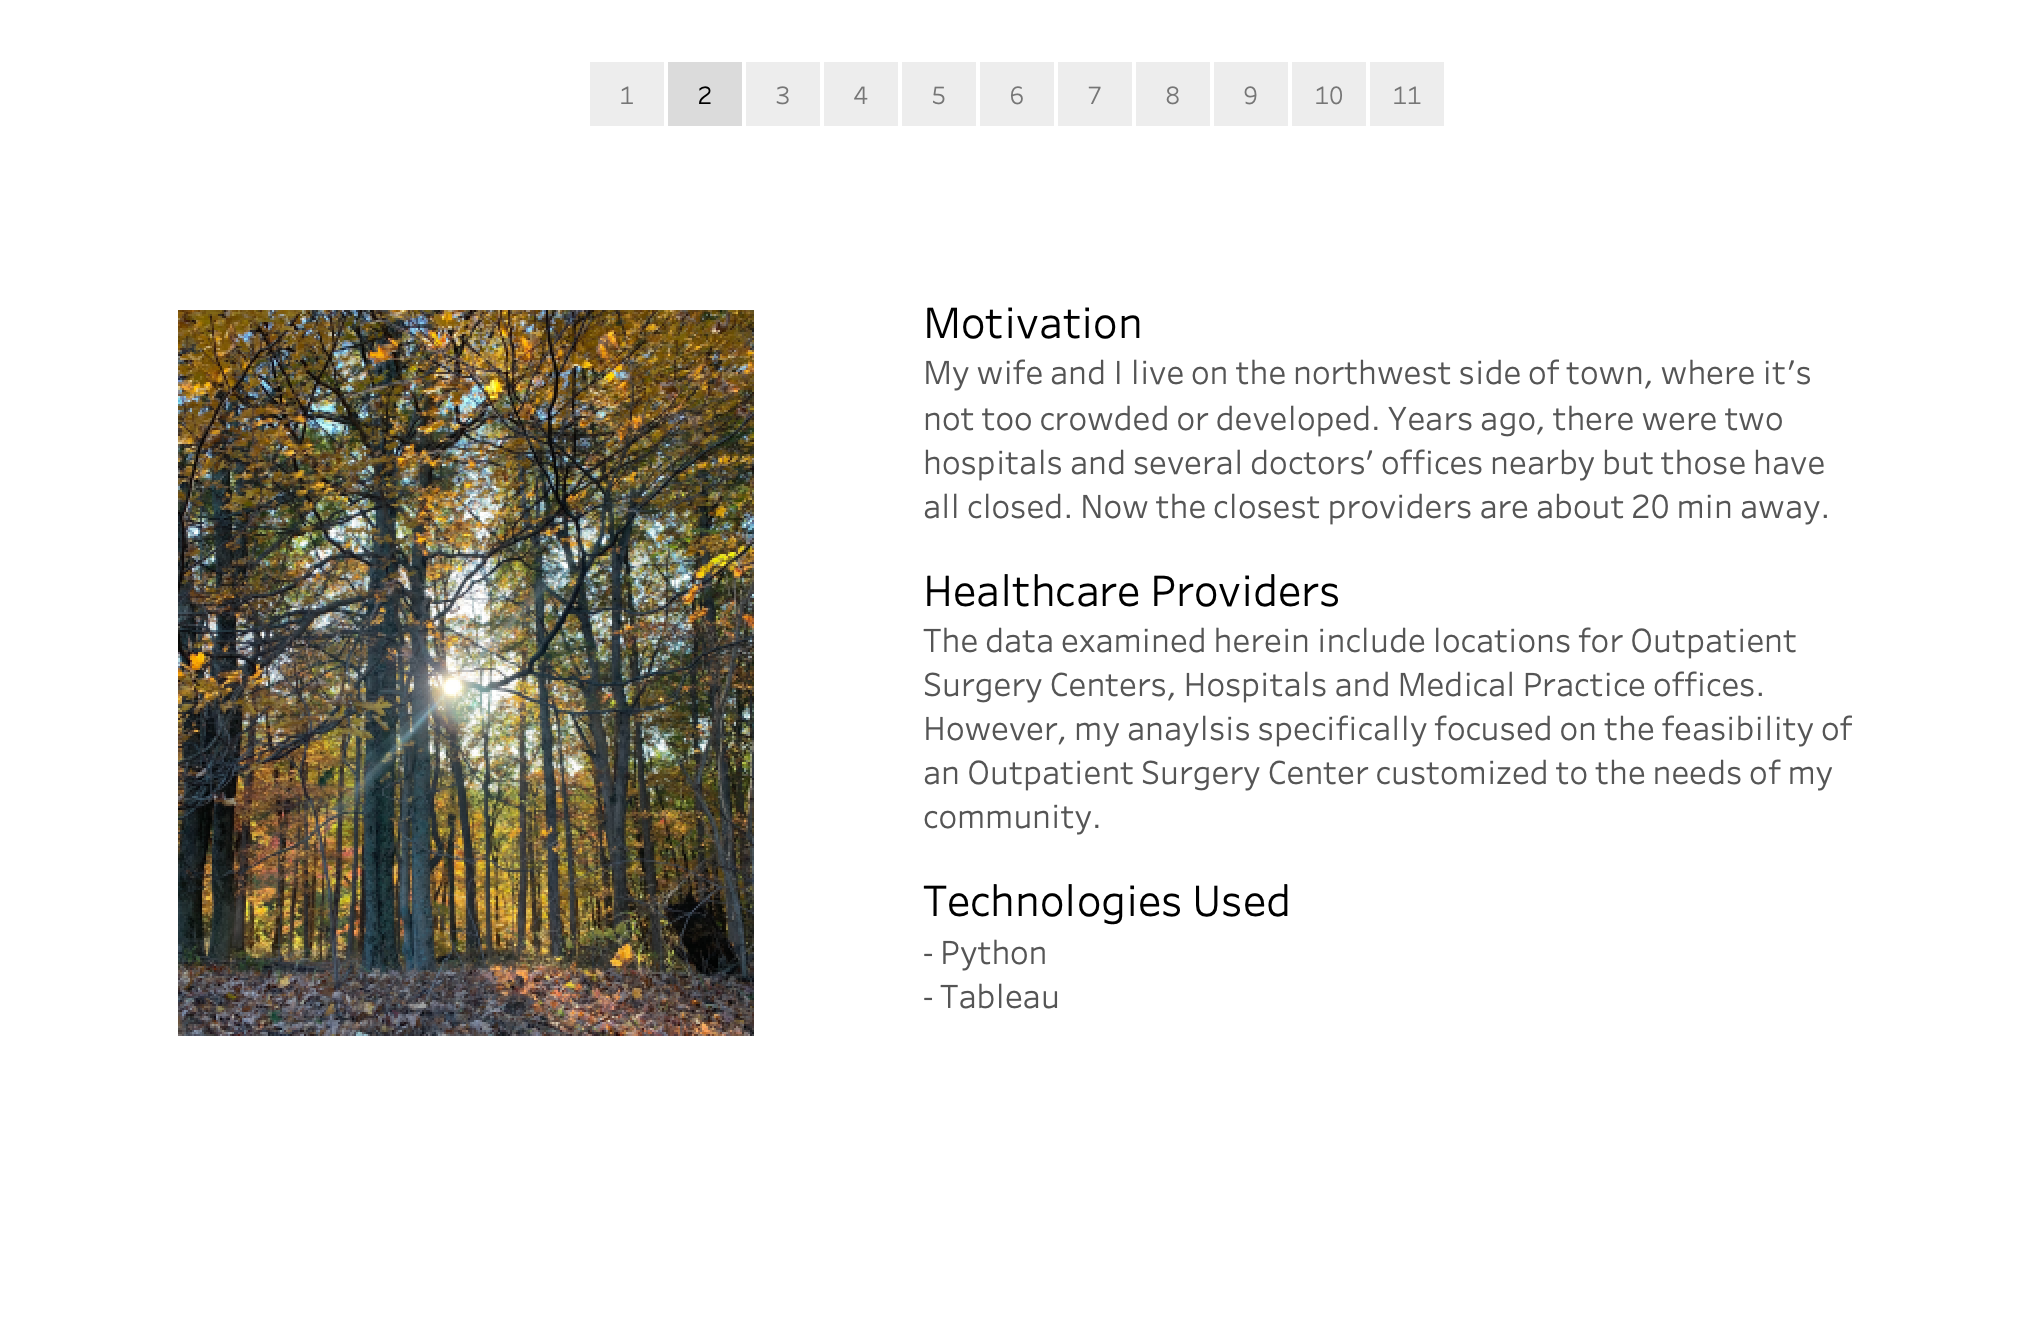 1 2 3 4 5 6 7 8 9 10 11
Motivation
My wife and I live on the northwest side of town, where it’s
not too crowded or developed. Years ago, there were two
hospitals and several doctors’ offices nearby but those have
all closed. Now the closest providers are about 20 min away.
Healthcare Providers
The data examined herein include locations for Outpatient
Surgery Centers, Hospitals and Medical Practice offices.
However, my anaylsis specifically focused on the feasibility of
an Outpatient Surgery Center customized to the needs of my
community.
Technologies Used
- Python
- Tableau